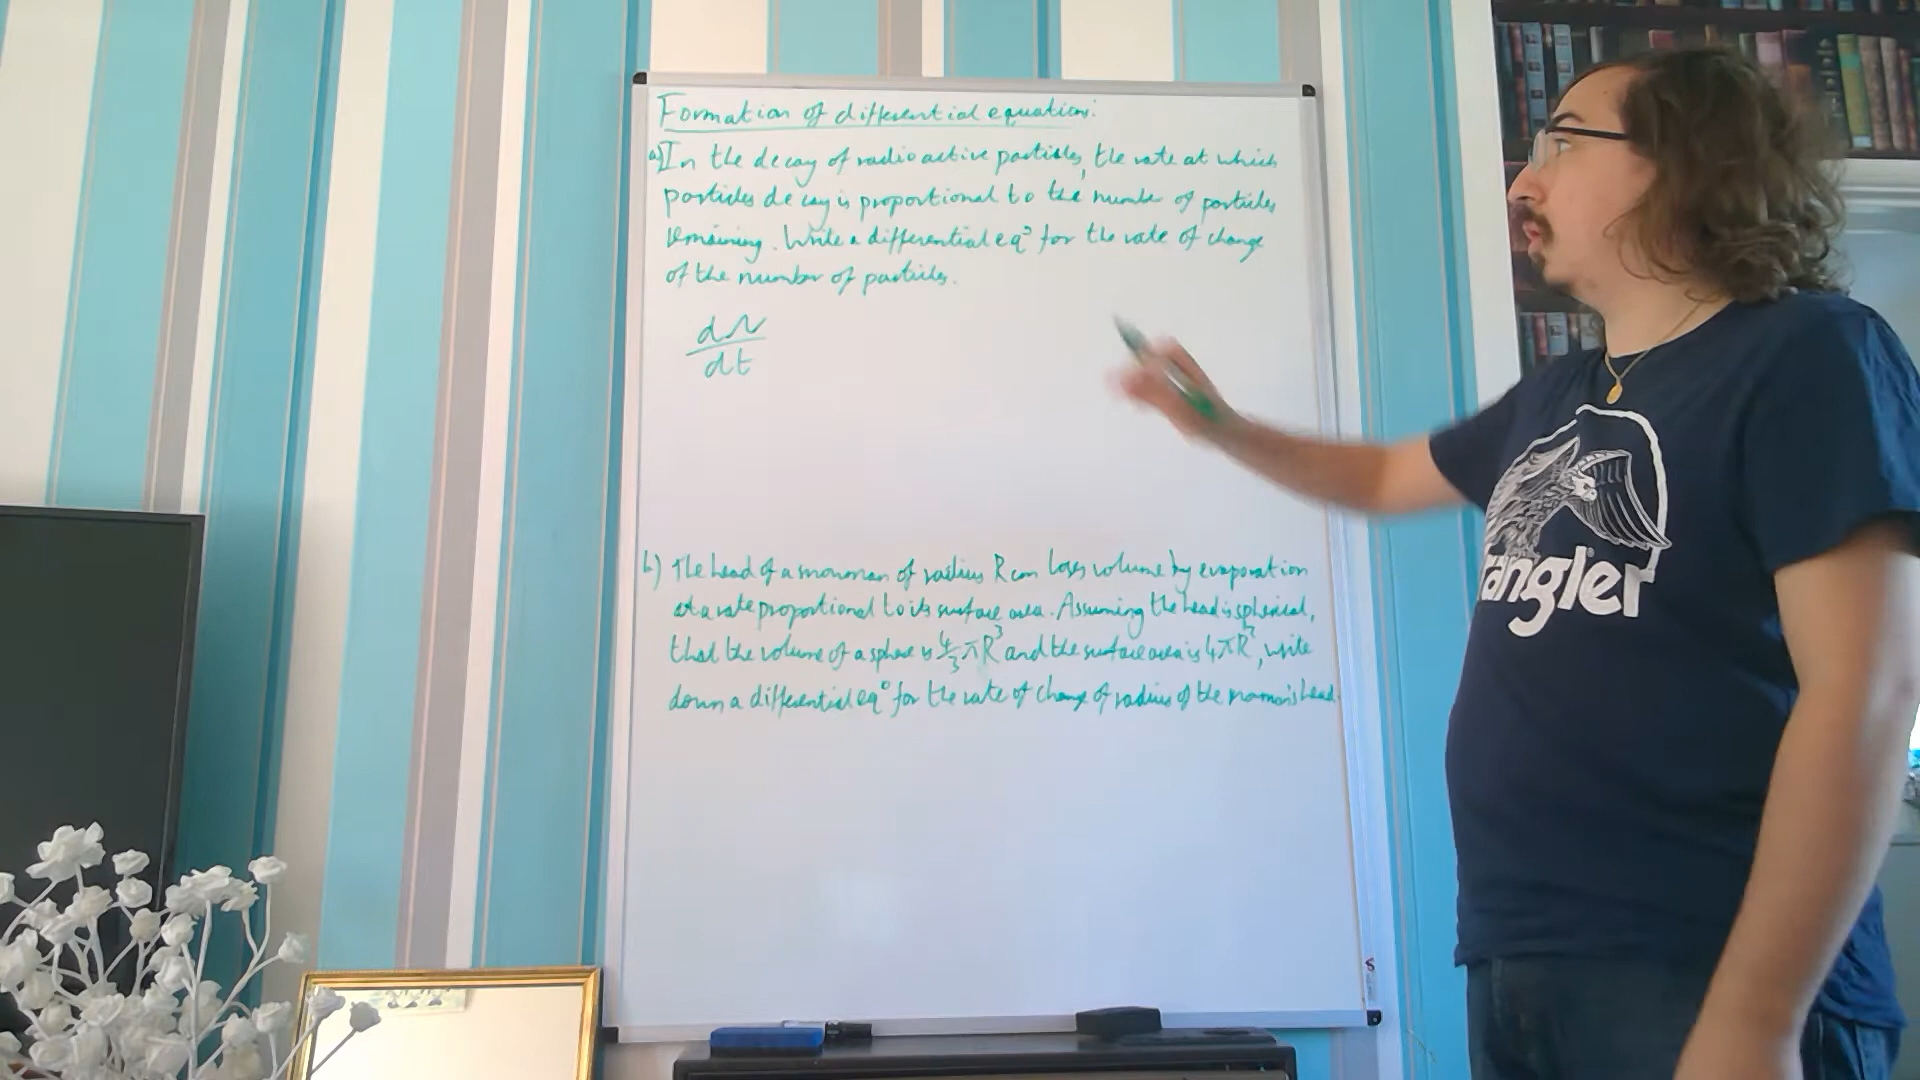 Formation of differential equations:
a) In the decay of radioactive particles, the rate at which
particles decay is proportional to the number of particles
remaining. Write a differential eqⁿ for the rate of change
of the number of particles.
dN
dt
b) The head of a snowman of radius R cm loses volume by evaporation
at a rate proportional to its surface area. Assuming the head is spherical,
that the volume of a sphere is 4/3 πR³ and the surface area is 4πR², write
down a differential eqⁿ for the rate of change of radius of the head.
Wrangler